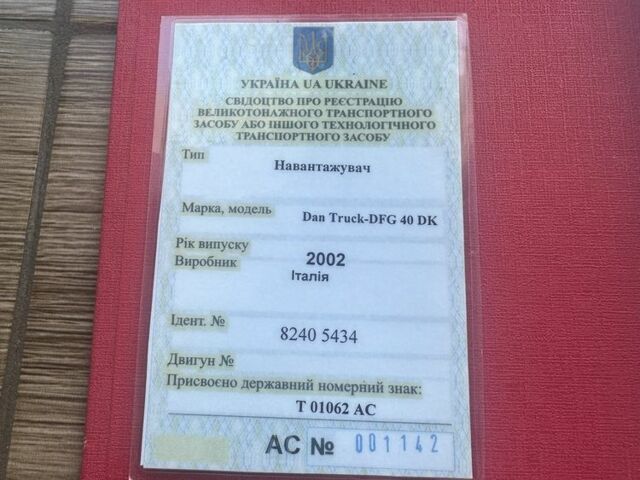 УКРАЇНА UA UKRAINE
СВІДОЦТВО ПРО РЕЄСТРАЦІЮ
ВЕЛИКОТОНАЖНОГО ТРАНСПОРТНОГО
ЗАСОБУ АБО ІНШОГО ТЕХНОЛОГІЧНОГО
ТРАНСПОРТНОГО ЗАСОБУ
Тип Навантажувач
Марка, модель Dan Truck-DFG 40 DK
Рік випуску 2002
Виробник Італія
Ідент. № 8240 5434
Двигун №
Присвоєно державний номерний знак:
Т 01062 АС
АС № 001142